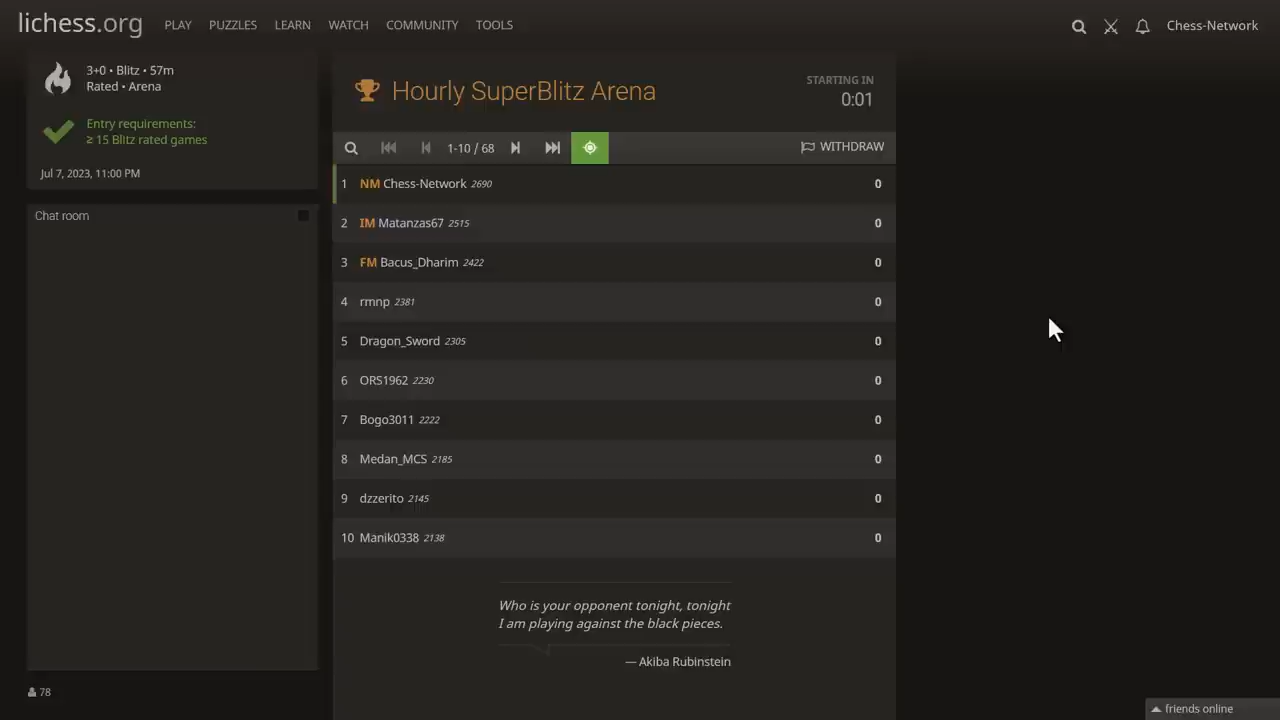 lichess.org PLAY PUZZLES LEARN WATCH COMMUNITY TOOLS Chess-Network
3+0 • Blitz • 57m
Rated • Arena
Entry requirements:
≥ 15 Blitz rated games
Jul 7, 2023, 11:00 PM
Chat room
78
Hourly SuperBlitz Arena
STARTING IN
0:01
1-10 / 68 WITHDRAW
1 NM Chess-Network 2690 0
2 IM Matanzas67 2515 0
3 FM Bacus_Dharim 2422 0
4 rmnp 2381 0
5 Dragon_Sword 2305 0
6 ORS1962 2230 0
7 Bogo3011 2222 0
8 Medan_MCS 2185 0
9 dzzerito 2145 0
10 Manik0338 2138 0
Who is your opponent tonight, tonight
I am playing against the black pieces.
— Akiba Rubinstein
friends online